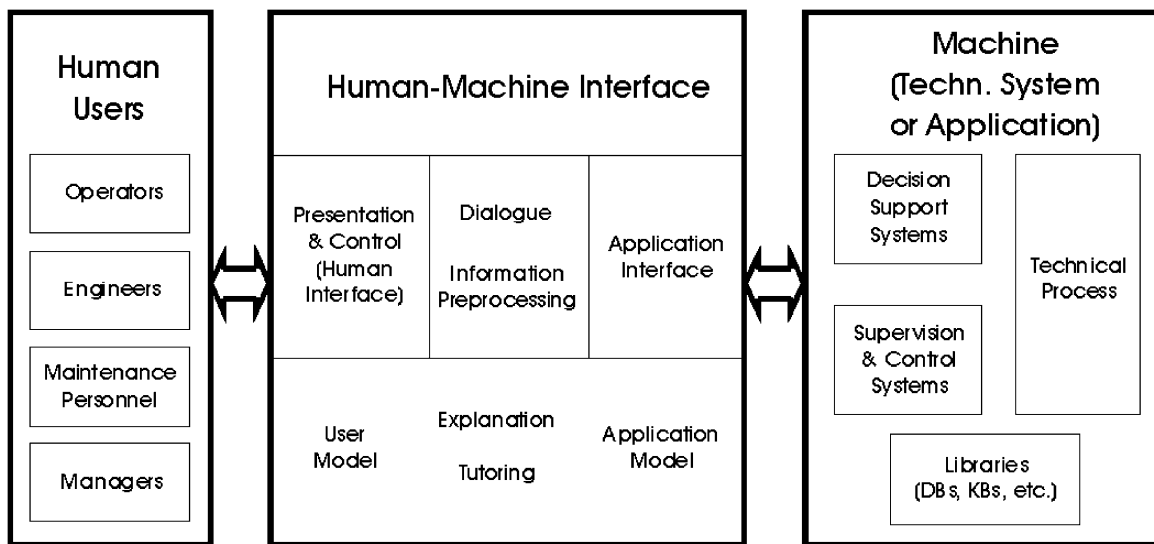 Human
Users
Operators
Engineers
Maintenance
Personnel
Managers
Human-Machine Interface
Presentation
& Control
(Human
Interface)
Dialogue
Information
Preprocessing
Application
Interface
User
Model
Explanation
Tutoring
Application
Model
Machine
(Techn. System
or Application)
Decision
Support
Systems
Technical
Process
Supervision
& Control
Systems
Libraries
(DBs, KBs, etc.)